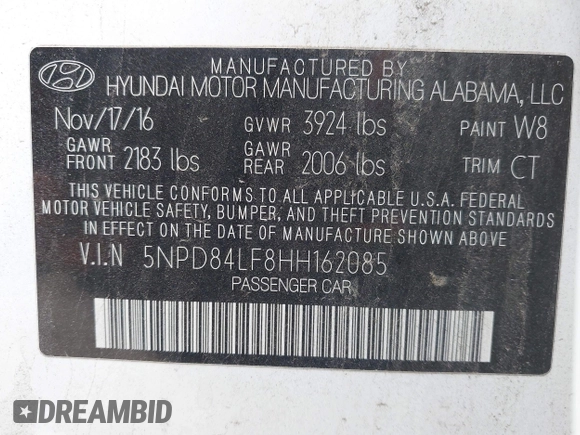 MANUFACTURED BY
HYUNDAI MOTOR MANUFACTURING ALABAMA, LLC
Nov/17/16 GVWR 3924 lbs PAINT W8
GAWR FRONT 2183 lbs GAWR REAR 2006 lbs TRIM CT
THIS VEHICLE CONFORMS TO ALL APPLICABLE U.S.A. FEDERAL
MOTOR VEHICLE SAFETY, BUMPER, AND THEFT PREVENTION STANDARDS
IN EFFECT ON THE DATE OF MANUFACTURE SHOWN ABOVE
V.I.N 5NPD84LF8HH162085
PASSENGER CAR
DREAMBID